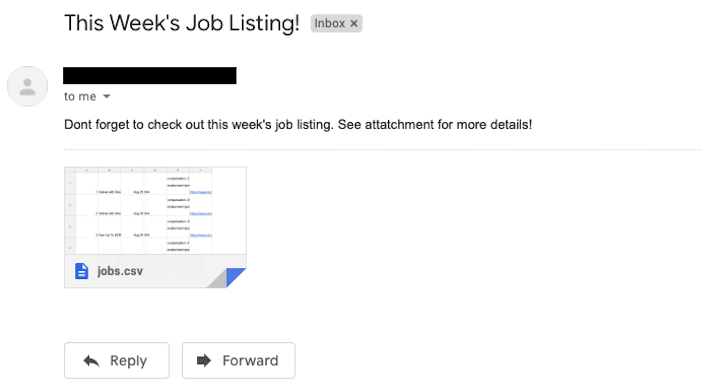 This Week's Job Listing! Inbox ×
to me
Dont forget to check out this week's job listing. See attatchment for more details!
jobs.csv
Reply Forward